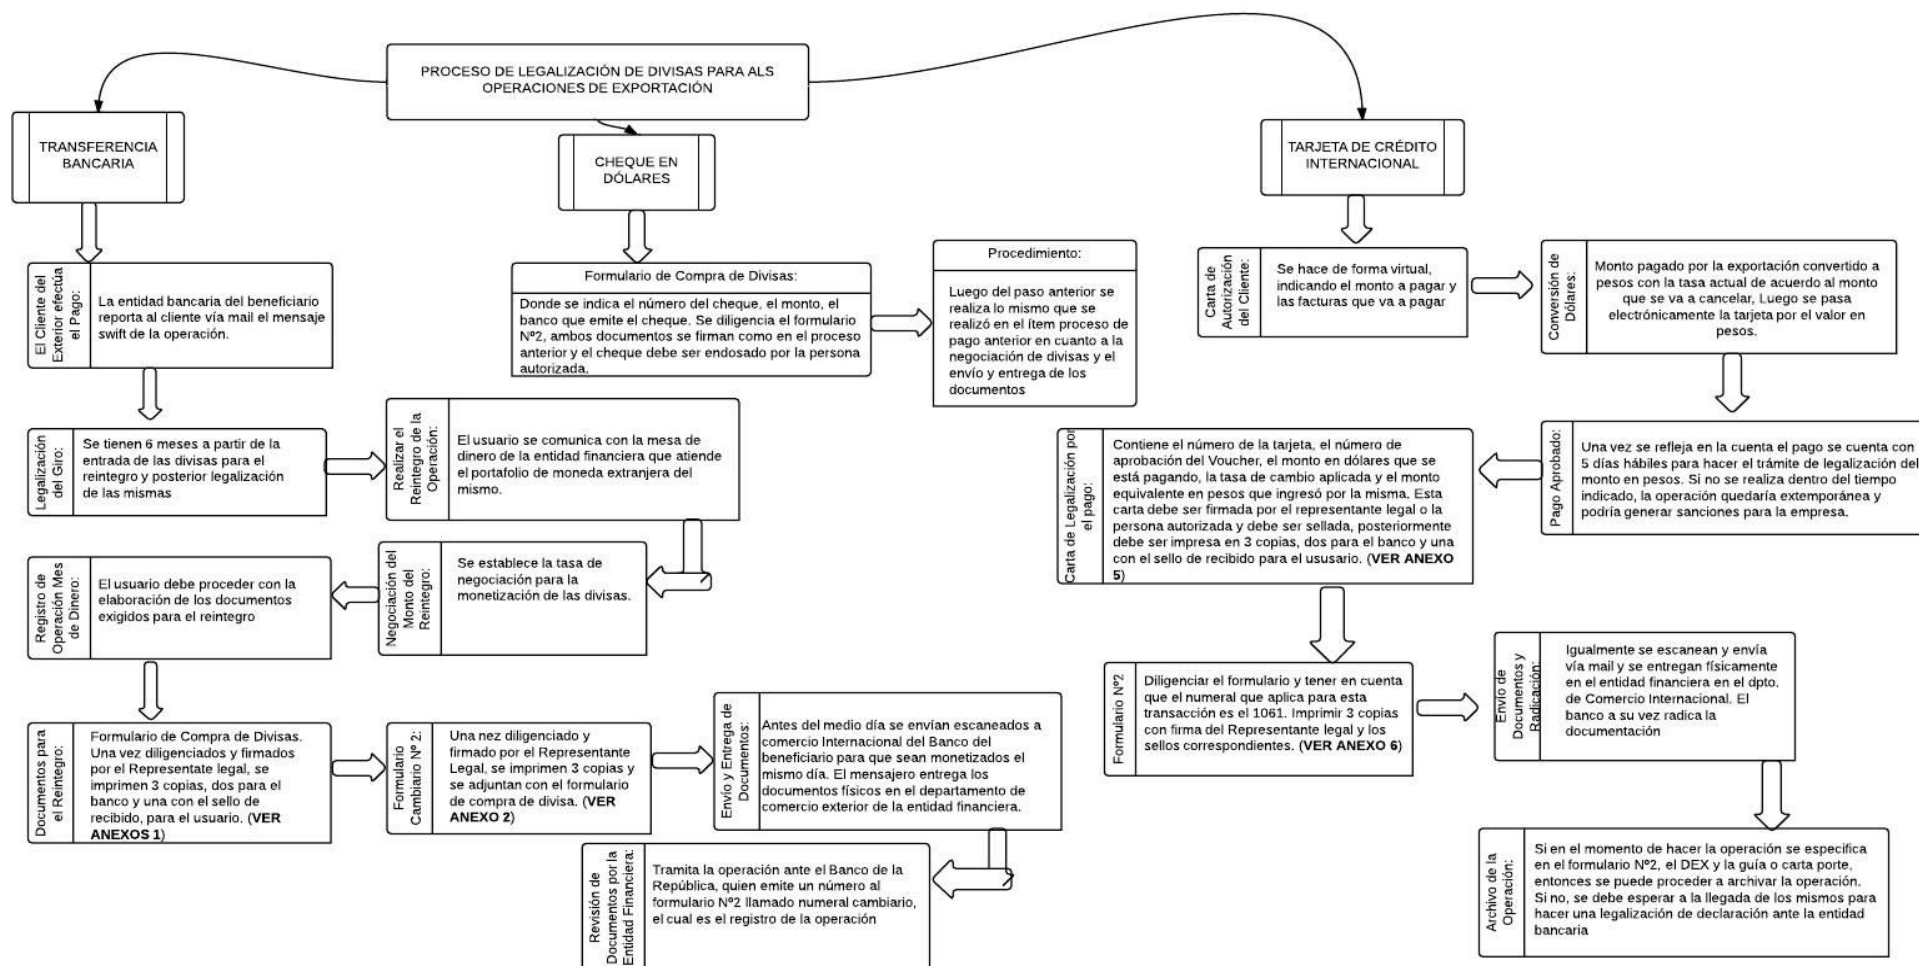 PROCESO DE LEGALIZACIÓN DE DIVISAS PARA ALS
OPERACIONES DE EXPORTACIÓN
TRANSFERENCIA
BANCARIA
El Cliente del
Exterior efectúa
el Pago:
La entidad bancaria del beneficiario
reporta al cliente vía mail el mensaje
swift de la operación.
Legalización
del Giro:
Se tienen 6 meses a partir de la
entrada de las divisas para el
reintegro y posterior legalización
de las mismas
Realizar el
Reintegro de la
Operación:
El usuario se comunica con la mesa de
dinero de la entidad financiera que atiende
el portafolio de moneda extranjera del
mismo.
Negociación del
Monto del
Reintegro:
Se establece la tasa de
negociación para la
monetización de las divisas.
Registro de
Operación Mes
de Dinero:
El usuario debe proceder con la
elaboración de los documentos
exigidos para el reintegro
Documentos para
el Reintegro:
Formulario de Compra de Divisas.
Una vez diligenciados y firmados
por el Representate legal, se
imprimen 3 copias, dos para el
banco y una con el sello de
recibido, para el usuario. (VER
ANEXOS 1)
Formulario
Cambiario Nº 2:
Una nez diligenciado y
firmado por el Representante
Legal, se imprimen 3 copias y
se adjuntan con el formulario
de compra de divisa. (VER
ANEXO 2)
Envío y Entrega de
Documentos:
Antes del medio día se envían escaneados a
comercio Internacional del Banco del
beneficiario para que sean monetizados el
mismo día. El mensajero entrega los
documentos físicos en el departamento de
comercio exterior de la entidad financiera.
Revisión de
Documentos por la
Entidad Financiera:
Tramita la operación ante el Banco de la
República, quien emite un número al
formulario Nº2 llamado numeral cambiario,
el cual es el registro de la operación
CHEQUE EN
DÓLARES
Formulario de Compra de Divisas:
Donde se indica el número del cheque, el monto, el
banco que emite el cheque. Se diligencia el formulario
Nº2, ambos documentos se firman como en el proceso
anterior y el cheque debe ser endosado por la persona
autorizada.
Procedimiento:
Luego del paso anterior se
realiza lo mismo que se
realizó en el ítem proceso de
pago anterior en cuanto a la
negociación de divisas y el
envío y entrega de los
documentos
TARJETA DE CRÉDITO
INTERNACIONAL
Carta de
Autorización
del Cliente:
Se hace de forma virtual,
indicando el monto a pagar y
las facturas que va a pagar
Conversión de
Dólares:
Monto pagado por la exportación convertido a
pesos con la tasa actual de acuerdo al monto
que se va a cancelar, Luego se pasa
electrónicamente la tarjeta por el valor en
pesos.
Pago Aprobado:
Una vez se refleja en la cuenta el pago se cuenta con
5 días hábiles para hacer el trámite de legalización del
monto en pesos. Si no se realiza dentro del tiempo
indicado, la operación quedaría extemporánea y
podría generar sanciones para la empresa.
Carta de Legalización por
el pago:
Contiene el número de la tarjeta, el número de
aprobación del Voucher, el monto en dólares que se
está pagando, la tasa de cambio aplicada y el monto
equivalente en pesos que ingresó por la misma. Esta
carta debe ser firmada por el representante legal o la
persona autorizada y debe ser sellada, posteriormente
debe ser impresa en 3 copias, dos para el banco y una
con el sello de recibido para el ususario. (VER ANEXO
5)
Formulario Nº2
Diligenciar el formulario y tener en cuenta
que el numeral que aplica para esta
transacción es el 1061. Imprimir 3 copias
con firma del Representante legal y los
sellos correspondientes. (VER ANEXO 6)
Envío de
Documentos y
Radicación:
Igualmente se escanean y envía
vía mail y se entregan físicamente
en el entidad financiera en el dpto.
de Comercio Internacional. El
banco a su vez radica la
documentación
Archivo de la
Operación:
Si en el momento de hacer la operación se especifica
en el formulario Nº2, el DEX y la guía o carta porte,
entonces se puede proceder a archivar la operación.
Si no, se debe esperar a la llegada de los mismos para
hacer una legalización de declaración ante la entidad
bancaria